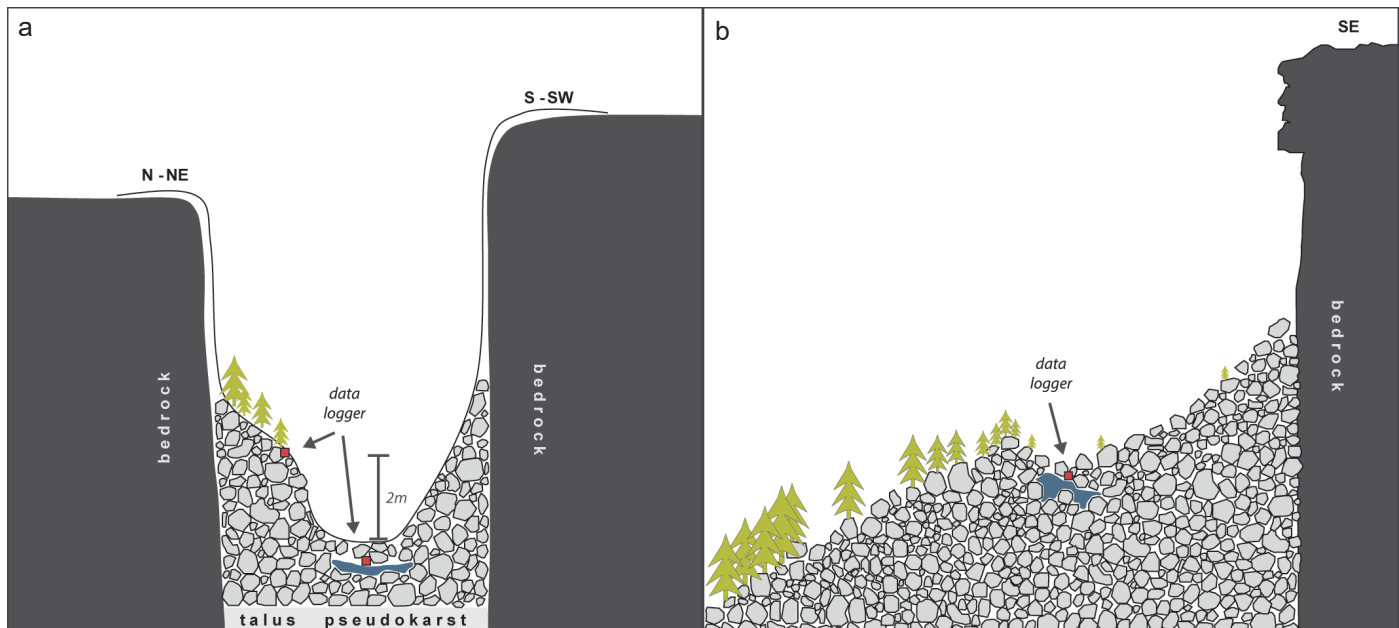 a
N - NE
S - SW
bedrock
bedrock
data
logger
2m
talus pseudokarst
b
SE
data
logger
bedrock